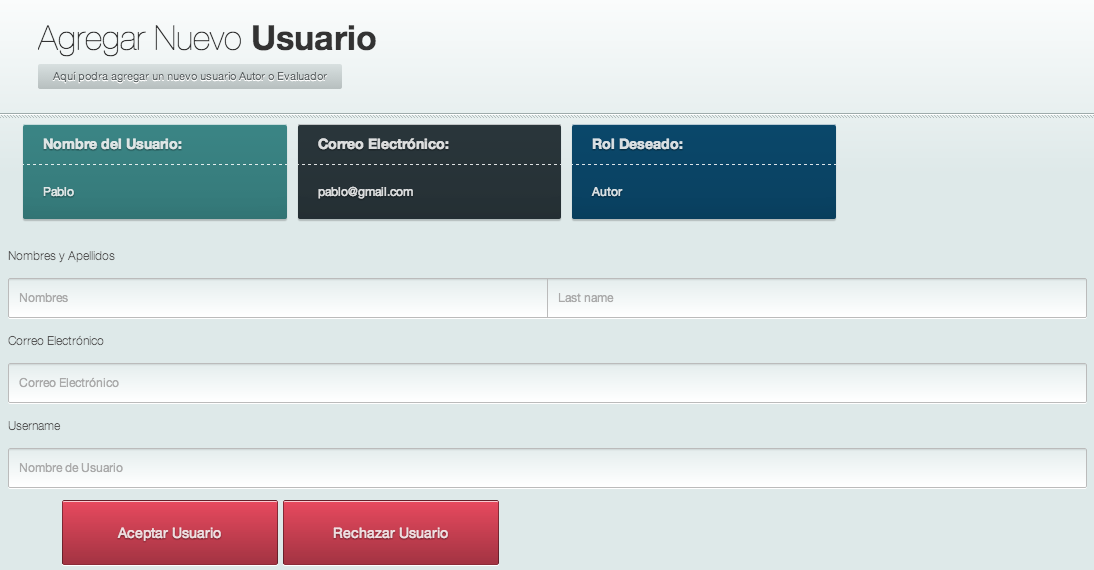 Agregar Nuevo Usuario
Aqui podra agregar un nuevo usuario Autor o Evaluador
Nombre del Usuario:
Pablo
Correo Electrónico:
pablo@gmail.com
Rol Deseado:
Autor
Nombres y Apellidos
Nombres
Last name
Correo Electrónico
Correo Electrónico
Username
Nombre de Usuario
Aceptar Usuario
Rechazar Usuario